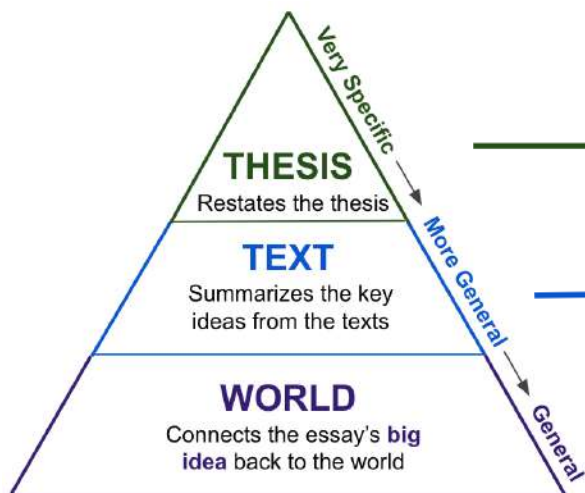 THESIS
Restates the thesis
TEXT
Summarizes the key
ideas from the texts
WORLD
Connects the essay's big
idea back to the world
Very Specific
More General
General